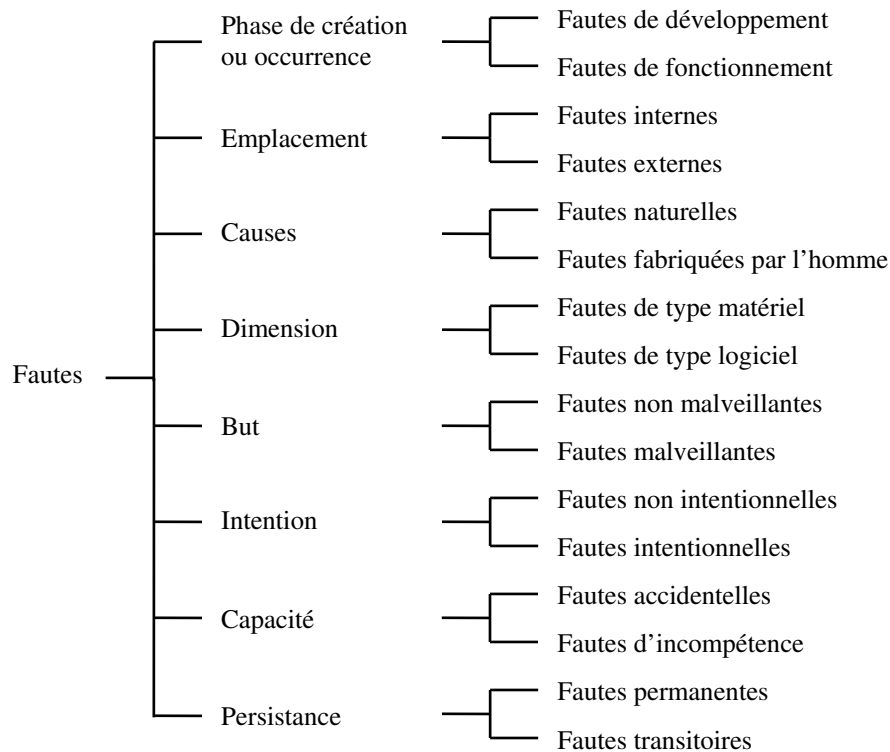 Phase de création
ou occurrence
Fautes de développement
Fautes de fonctionnement
Emplacement
Fautes internes
Fautes externes
Causes
Fautes naturelles
Fautes fabriquées par l’homme
Dimension
Fautes de type matériel
Fautes de type logiciel
Fautes
But
Fautes non malveillantes
Fautes malveillantes
Intention
Fautes non intentionnelles
Fautes intentionnelles
Capacité
Fautes accidentelles
Fautes d’incompétence
Persistance
Fautes permanentes
Fautes transitoires